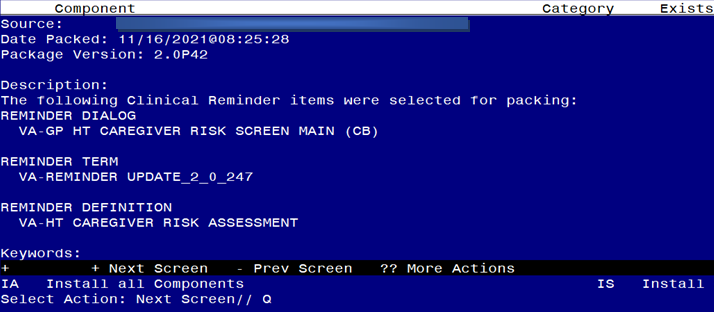 Component Category Exists
Source:
Date Packed: 11/16/2021@08:25:28
Package Version: 2.0P42
Description:
The following Clinical Reminder items were selected for packing:
REMINDER DIALOG
VA-GP HT CAREGIVER RISK SCREEN MAIN (CB)
REMINDER TERM
VA-REMINDER UPDATE_2_0_247
REMINDER DEFINITION
VA-HT CAREGIVER RISK ASSESSMENT
Keywords:
+ + Next Screen - Prev Screen ?? More Actions
IA Install all Components IS Install
Select Action: Next Screen// Q